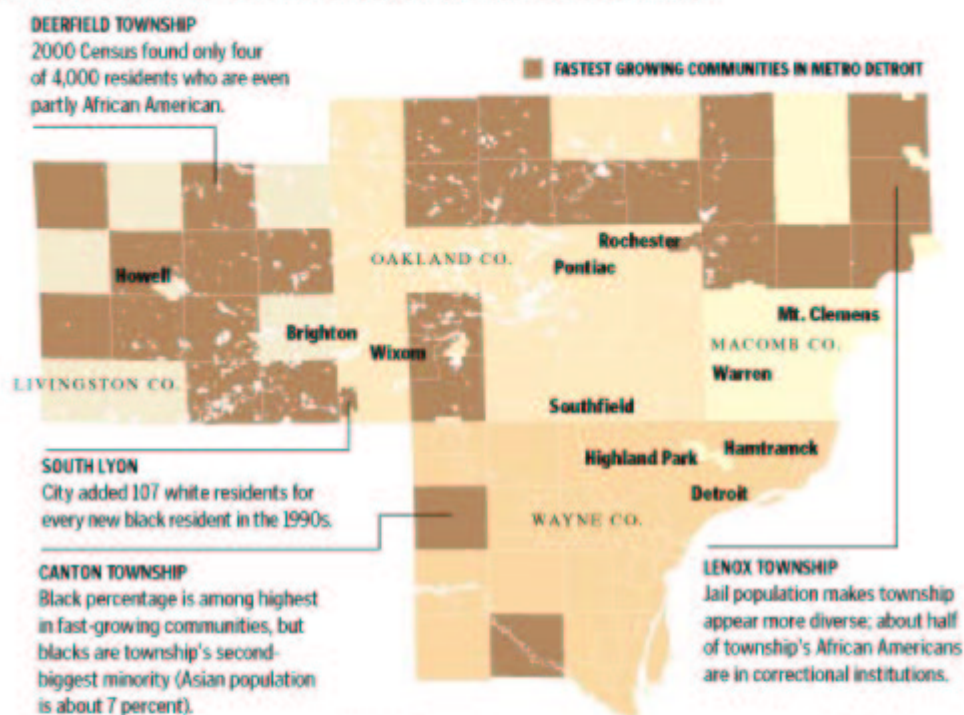 DEERFIELD TOWNSHIP
2000 Census found only four
of 4,000 residents who are even
partly African American.
FASTEST GROWING COMMUNITIES IN METRO DETROIT
Rochester
OAKLAND CO.
Pontiac
Howell
Mt. Clemens
Brighton
MACOMB CO.
Wixom
Warren
LIVINGSTON CO.
Southfield
Highland Park
Hamtramck
Detroit
WAYNE CO.
SOUTH LYON
City added 107 white residents for
every new black resident in the 1990s.
CANTON TOWNSHIP
Black percentage is among highest
in fast-growing communities, but
blacks are township's second-
biggest minority (Asian population
is about 7 percent).
LENOX TOWNSHIP
Jail population makes township
appear more diverse; about half
of township's African Americans
are in correctional institutions.